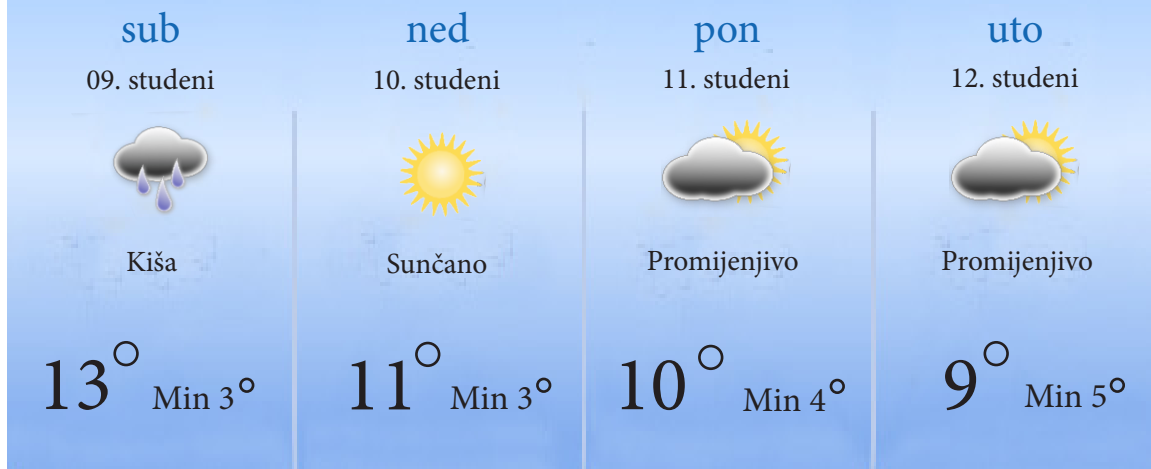 sub
09. studeni
Kiša
13° Min 3°
ned
10. studeni
Sunčano
11° Min 3°
pon
11. studeni
Promijenjivo
10° Min 4°
uto
12. studeni
Promijenjivo
9° Min 5°